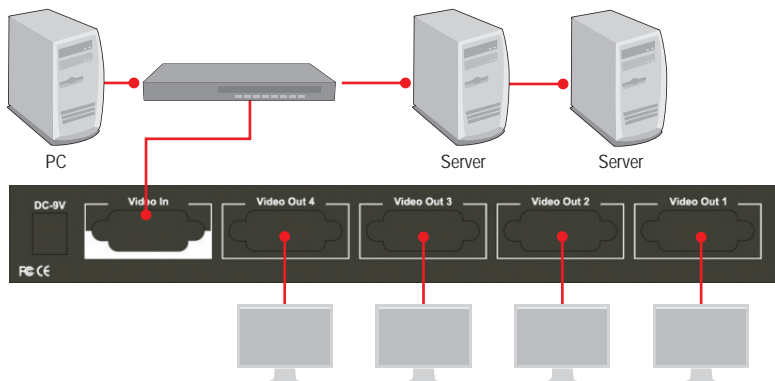 PC
Server
Server
DC-9V
Video In
Video Out 4
Video Out 3
Video Out 2
Video Out 1
FC CE